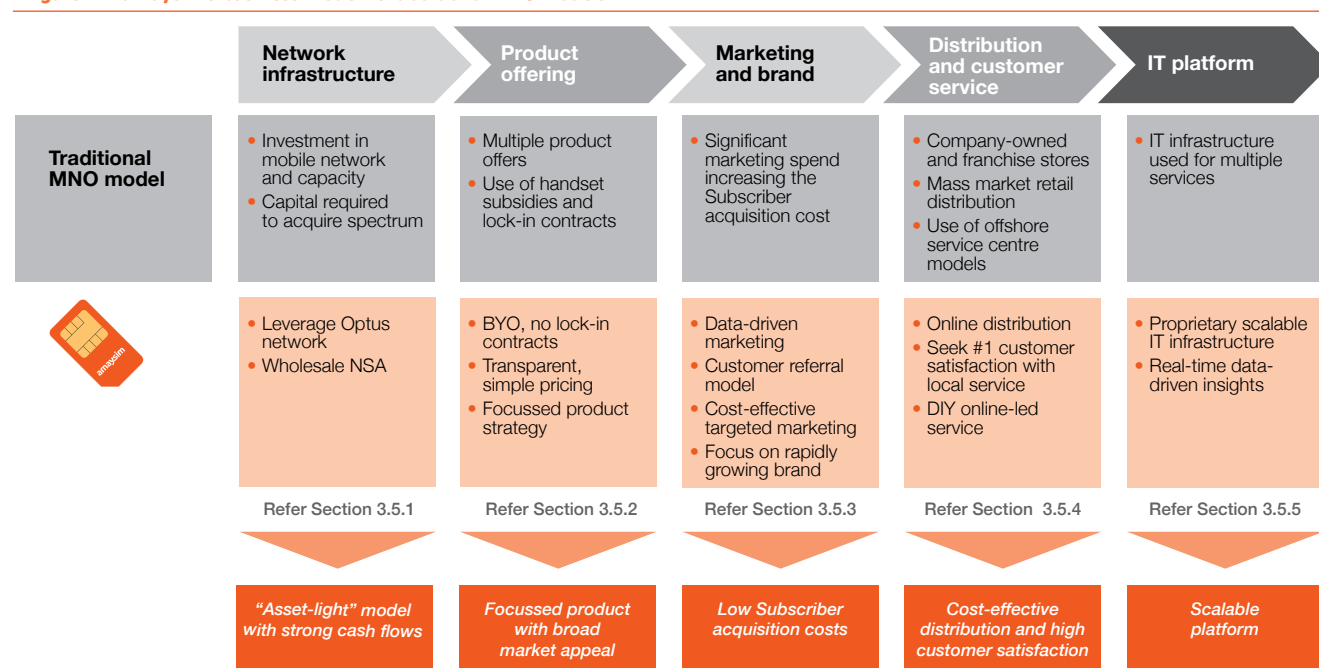 Network
infrastructure
Product
offering
Marketing
and brand
Distribution
and customer
service
IT platform
Traditional
MNO model
• Investment in
mobile network
and capacity
• Capital required
to acquire spectrum
• Multiple product
offers
• Use of handset
subsidies and
lock-in contracts
• Significant
marketing spend
increasing the
Subscriber
acquisition cost
• Company-owned
and franchise stores
• Mass market retail
distribution
• Use of offshore
service centre
models
• IT infrastructure
used for multiple
services
amaysim
• Leverage Optus
network
• Wholesale NSA
• BYO, no lock-in
contracts
• Transparent,
simple pricing
• Focussed product
strategy
• Data-driven
marketing
• Customer referral
model
• Cost-effective
targeted marketing
• Focus on rapidly
growing brand
• Online distribution
• Seek #1 customer
satisfaction with
local service
• DIY online-led
service
• Proprietary scalable
IT infrastructure
• Real-time data-
driven insights
Refer Section 3.5.1
Refer Section 3.5.2
Refer Section 3.5.3
Refer Section 3.5.4
Refer Section 3.5.5
“Asset-light” model
with strong cash flows
Focussed product
with broad
market appeal
Low Subscriber
acquisition costs
Cost-effective
distribution and high
customer satisfaction
Scalable
platform